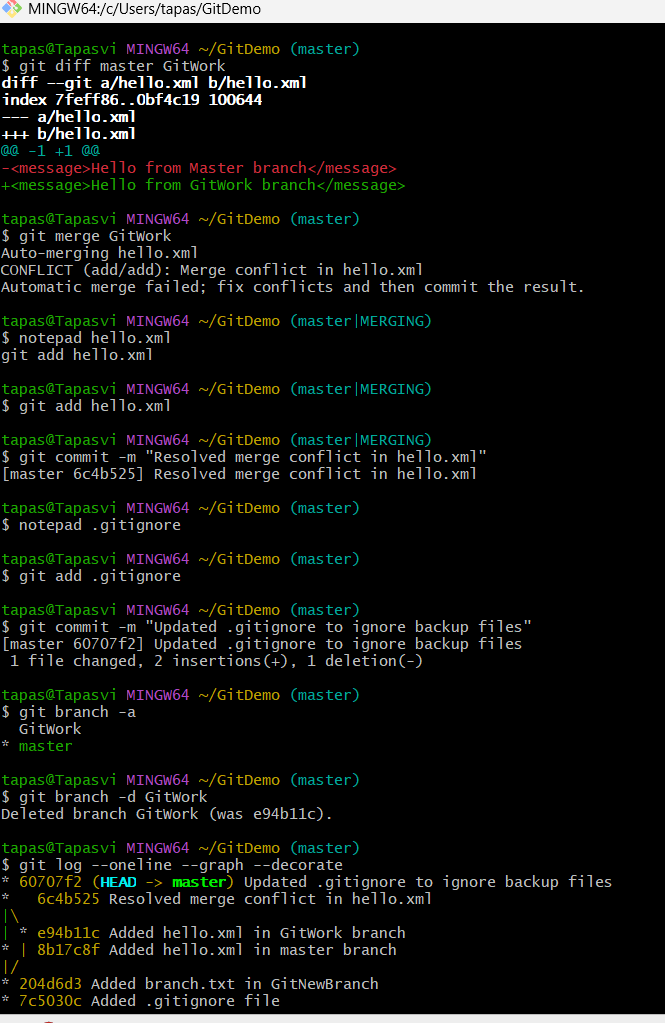 MINGW64:/c/Users/tapas/GitDemo
tapas@Tapasvi MINGW64 ~/GitDemo (master)
$ git diff master GitWork
diff --git a/hello.xml b/hello.xml
index 7feff86..0bf4c19 100644
--- a/hello.xml
+++ b/hello.xml
@@ -1 +1 @@
-<message>Hello from Master branch</message>
+<message>Hello from GitWork branch</message>
tapas@Tapasvi MINGW64 ~/GitDemo (master)
$ git merge GitWork
Auto-merging hello.xml
CONFLICT (add/add): Merge conflict in hello.xml
Automatic merge failed; fix conflicts and then commit the result.
tapas@Tapasvi MINGW64 ~/GitDemo (master|MERGING)
$ notepad hello.xml
git add hello.xml
tapas@Tapasvi MINGW64 ~/GitDemo (master|MERGING)
$ git add hello.xml
tapas@Tapasvi MINGW64 ~/GitDemo (master|MERGING)
$ git commit -m "Resolved merge conflict in hello.xml"
[master 6c4b525] Resolved merge conflict in hello.xml
tapas@Tapasvi MINGW64 ~/GitDemo (master)
$ notepad .gitignore
tapas@Tapasvi MINGW64 ~/GitDemo (master)
$ git add .gitignore
tapas@Tapasvi MINGW64 ~/GitDemo (master)
$ git commit -m "Updated .gitignore to ignore backup files"
[master 60707f2] Updated .gitignore to ignore backup files
 1 file changed, 2 insertions(+), 1 deletion(-)
tapas@Tapasvi MINGW64 ~/GitDemo (master)
$ git branch -a
  GitWork
* master
tapas@Tapasvi MINGW64 ~/GitDemo (master)
$ git branch -d GitWork
Deleted branch GitWork (was e94b11c).
tapas@Tapasvi MINGW64 ~/GitDemo (master)
$ git log --oneline --graph --decorate
* 60707f2 (HEAD -> master) Updated .gitignore to ignore backup files
*   6c4b525 Resolved merge conflict in hello.xml
|\
| * e94b11c Added hello.xml in GitWork branch
* | 8b17c8f Added hello.xml in master branch
|/
* 204d6d3 Added branch.txt in GitNewBranch
* 7c5030c Added .gitignore file